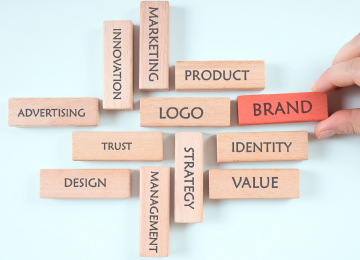 MARKETING
INNOVATION
PRODUCT
ADVERTISING
LOGO
BRAND
TRUST
STRATEGY
IDENTITY
DESIGN
MANAGEMENT
VALUE